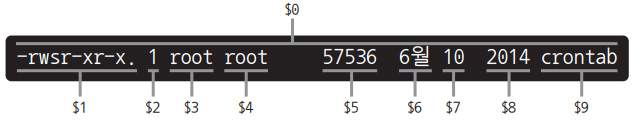 $0
-rwsr-xr-x. 1 root root 57536 6월 10 2014 crontab
$1 $2 $3 $4 $5 $6 $7 $8 $9